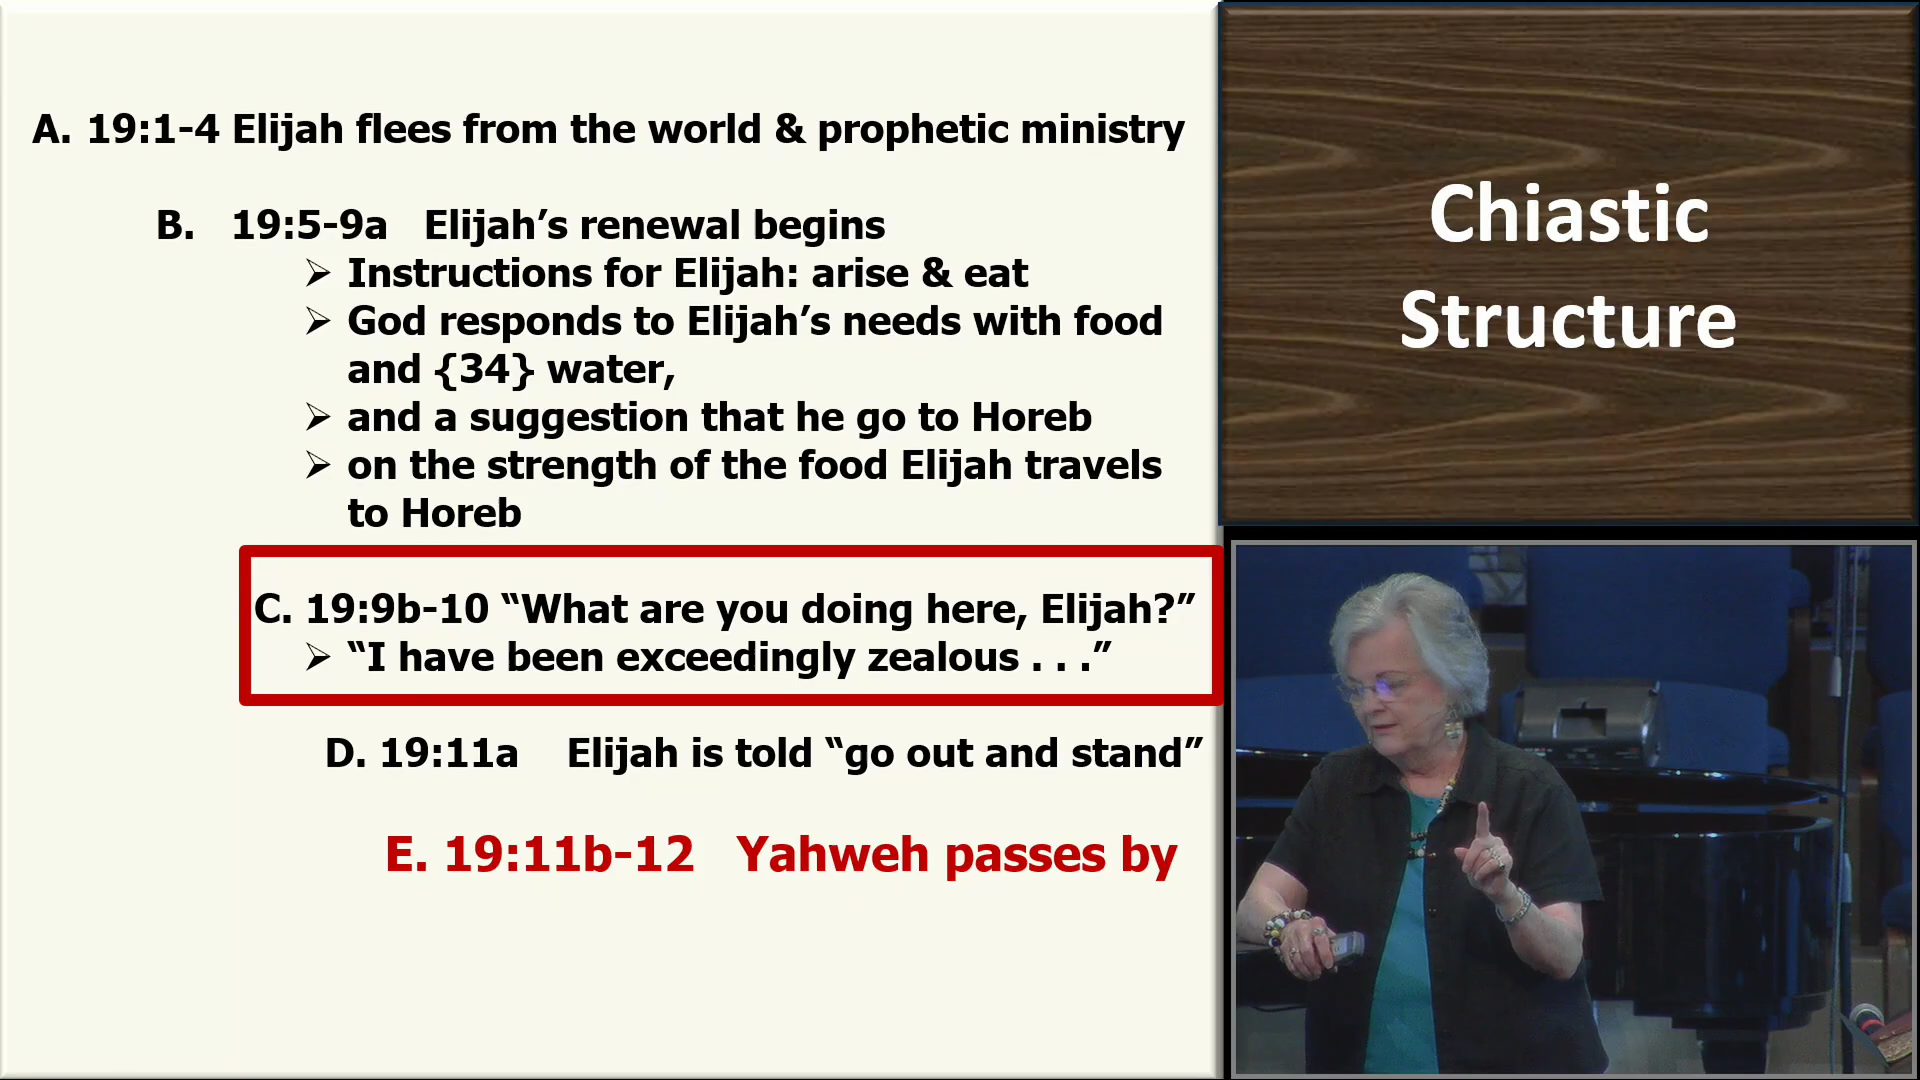 A. 19:1-4 Elijah flees from the world & prophetic ministry
B. 19:5-9a Elijah’s renewal begins
➢ Instructions for Elijah: arise & eat
➢ God responds to Elijah’s needs with food
and {34} water,
➢ and a suggestion that he go to Horeb
➢ on the strength of the food Elijah travels
to Horeb
C. 19:9b-10 “What are you doing here, Elijah?”
➢ “I have been exceedingly zealous . . .”
D. 19:11a Elijah is told “go out and stand”
E. 19:11b-12 Yahweh passes by
Chiastic
Structure